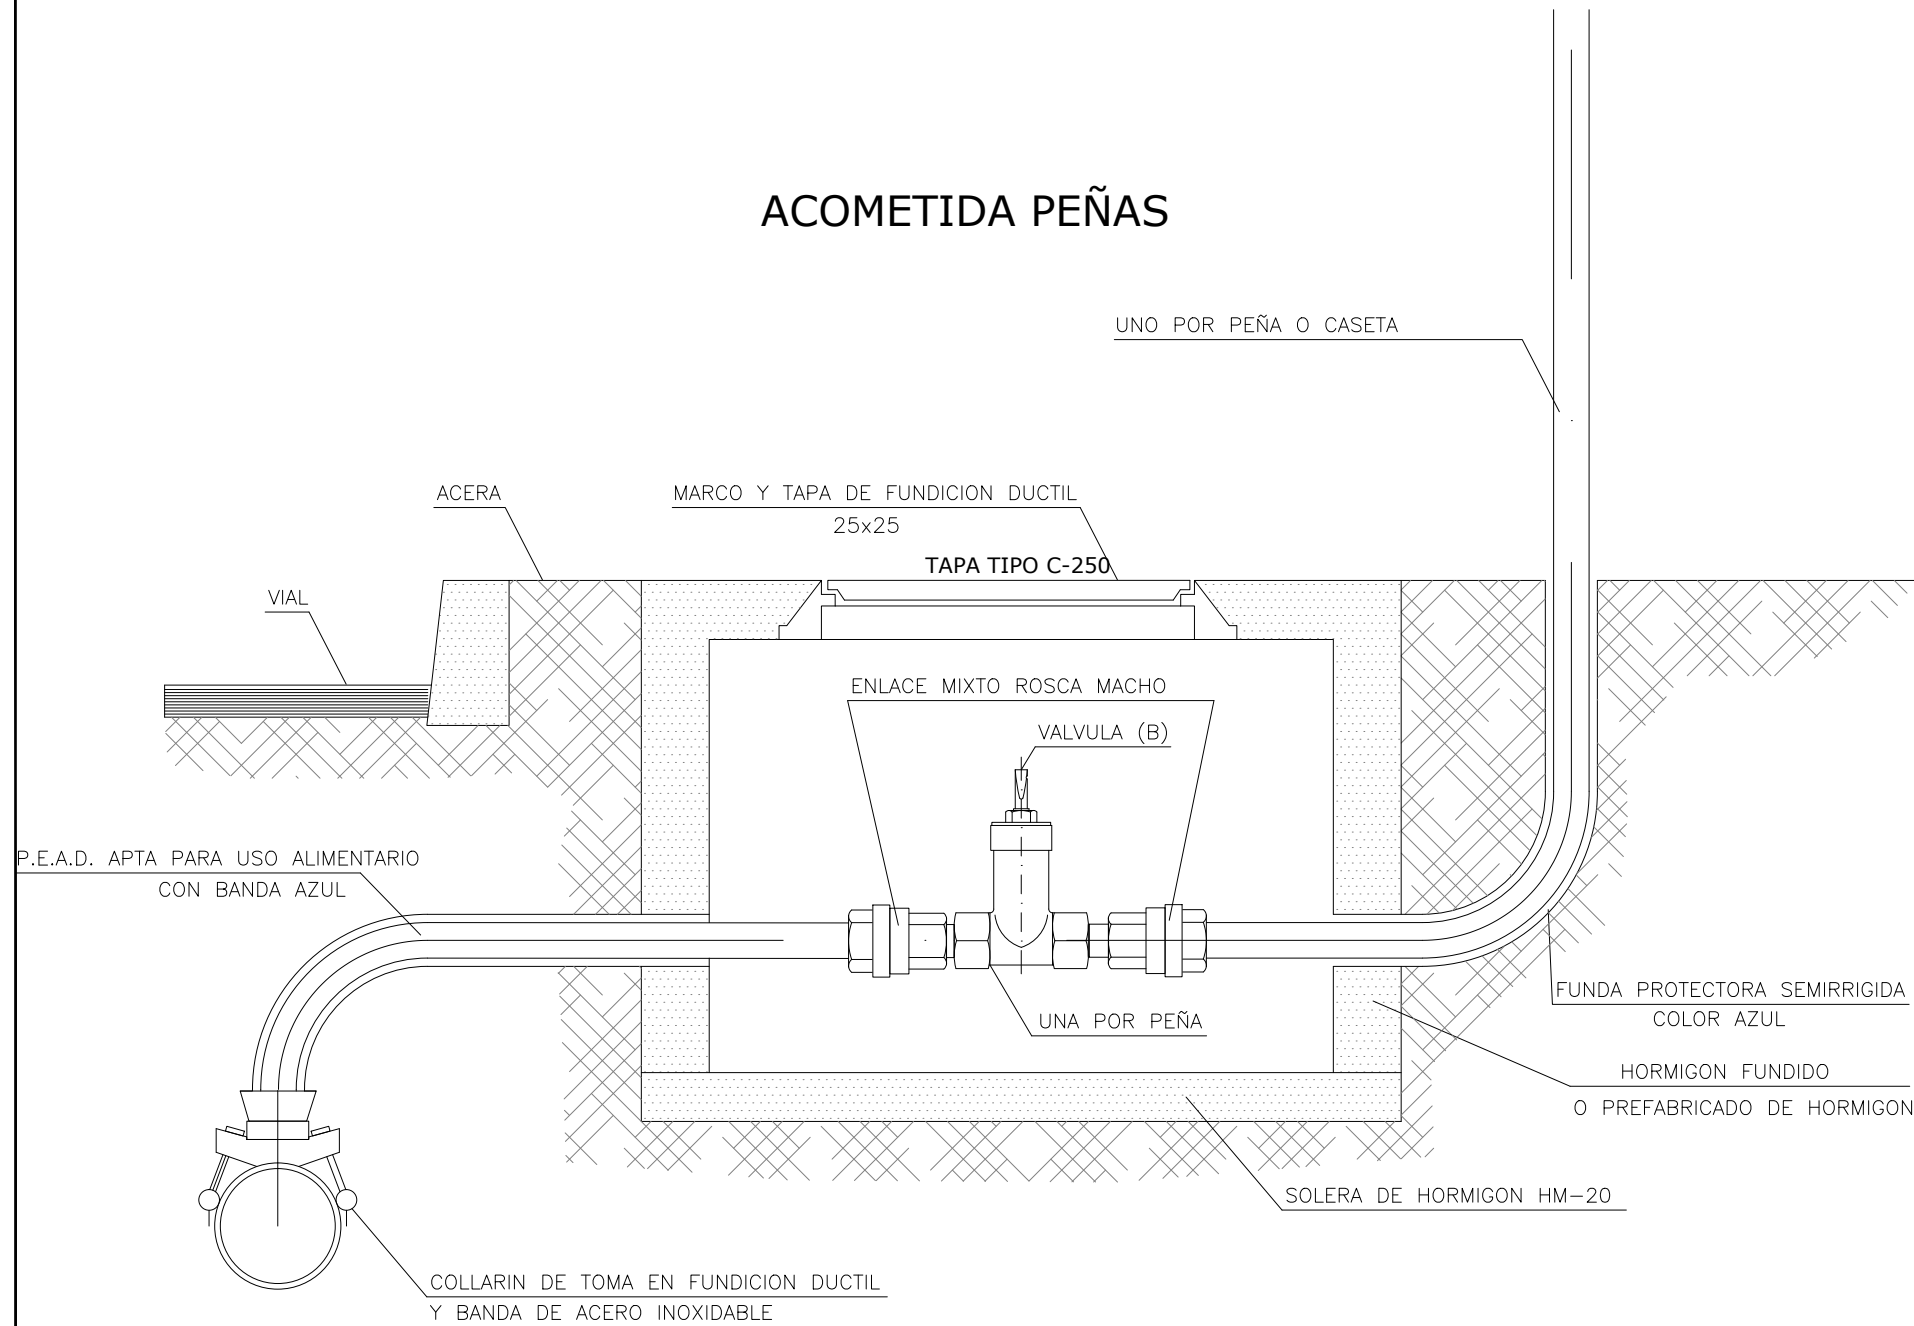 ACOMETIDA PEÑAS
UNO POR PEÑA O CASETA
ACERA
MARCO Y TAPA DE FUNDICION DUCTIL
25x25
TAPA TIPO C-250
VIAL
ENLACE MIXTO ROSCA MACHO
VALVULA (B)
P.E.A.D. APTA PARA USO ALIMENTARIO
CON BANDA AZUL
FUNDA PROTECTORA SEMIRRIGIDA
COLOR AZUL
UNA POR PEÑA
HORMIGON FUNDIDO
O PREFABRICADO DE HORMIGON
SOLERA DE HORMIGON HM-20
COLLARIN DE TOMA EN FUNDICION DUCTIL
Y BANDA DE ACERO INOXIDABLE